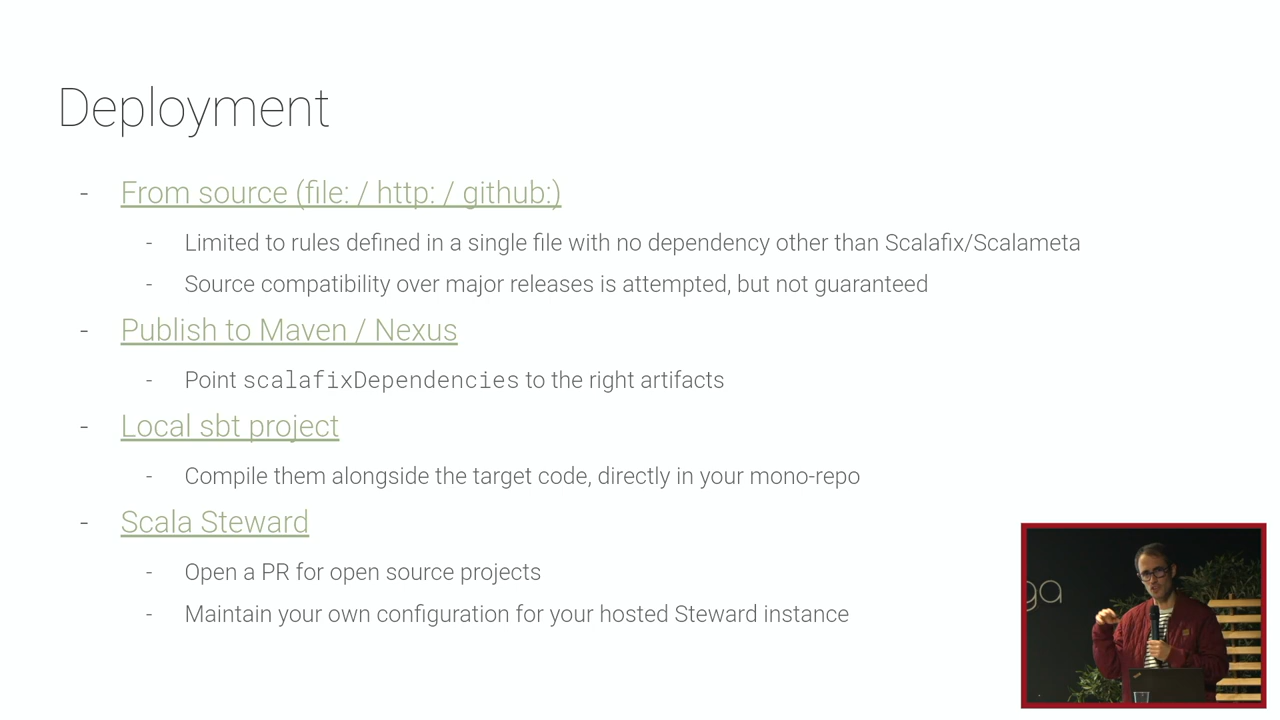 Deployment
- From source (file: / http: / github:)
- Limited to rules defined in a single file with no dependency other than Scalafix/Scalameta
- Source compatibility over major releases is attempted, but not guaranteed
- Publish to Maven / Nexus
- Point scalafixDependencies to the right artifacts
- Local sbt project
- Compile them alongside the target code, directly in your mono-repo
- Scala Steward
- Open a PR for open source projects
- Maintain your own configuration for your hosted Steward instance
ga